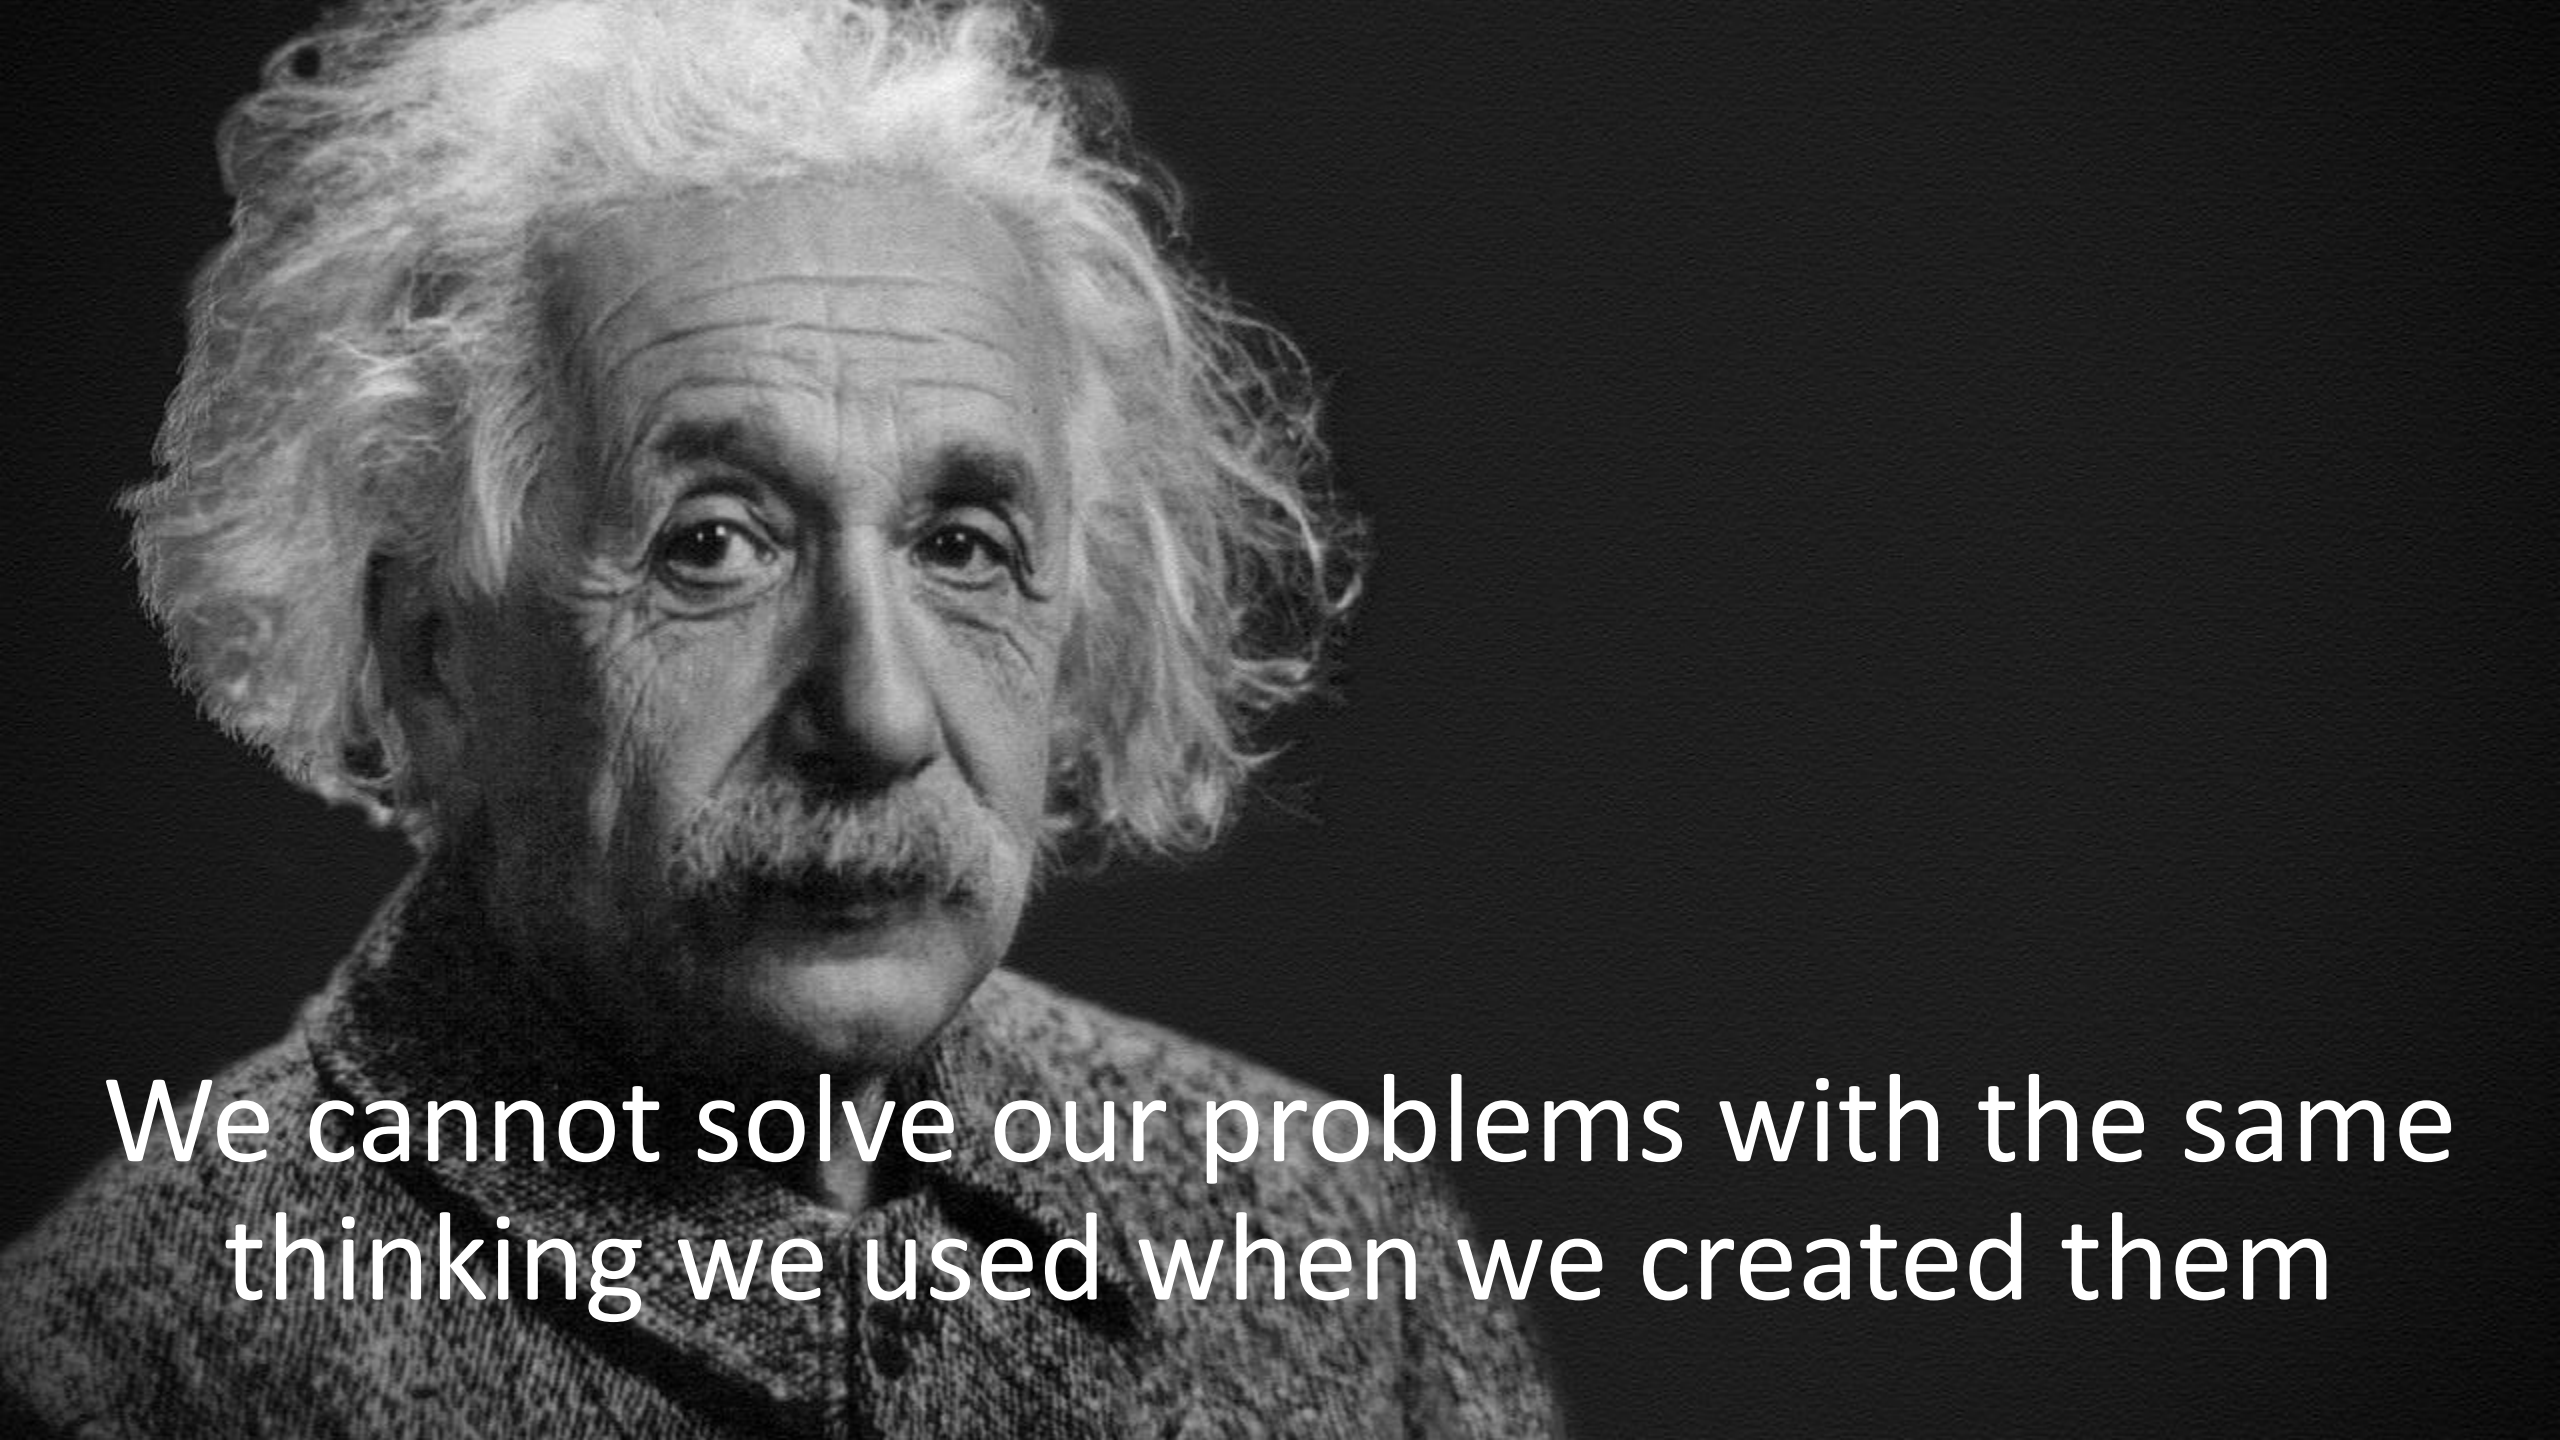 We cannot solve our problems with the same
thinking we used when we created them